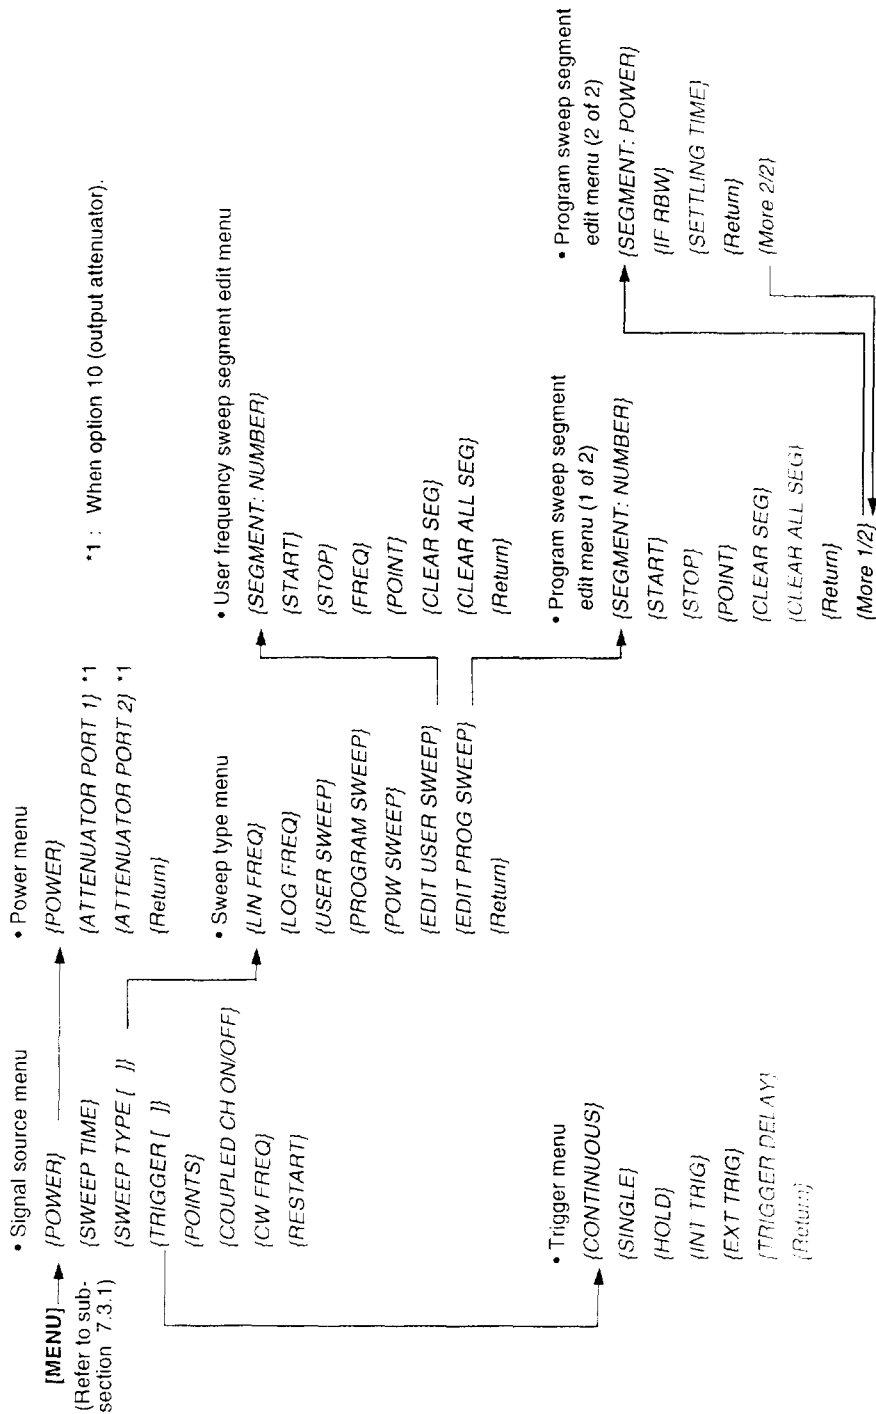 [MENU]
(Refer to sub-
section 7.3.1)
• Signal source menu
{POWER}
{SWEEP TIME}
{SWEEP TYPE [ ]}
{TRIGGER [ ]}
{POINTS}
{COUPLED CH ON/OFF}
{CW FREQ}
{RESTART}
• Power menu
{POWER}
{ATTENUATOR PORT 1} *1
{ATTENUATOR PORT 2} *1
{Return}
*1 : When option 10 (output attenuator).
• Sweep type menu
{LIN FREQ}
{LOG FREQ}
{USER SWEEP}
{PROGRAM SWEEP}
{POW SWEEP}
{EDIT USER SWEEP}
{EDIT PROG SWEEP}
{Return}
• User frequency sweep segment edit menu
{SEGMENT: NUMBER}
{START}
{STOP}
{FREQ}
{POINT}
{CLEAR SEG}
{CLEAR ALL SEG}
{Return}
• Trigger menu
{CONTINUOUS}
{SINGLE}
{HOLD}
{INT TRIG}
{EXT TRIG}
{TRIGGER DELAY}
{Return}
• Program sweep segment
edit menu (1 of 2)
{SEGMENT: NUMBER}
{START}
{STOP}
{POINT}
{CLEAR SEG}
{CLEAR ALL SEG}
{Return}
{More 1/2}
• Program sweep segment
edit menu (2 of 2)
{SEGMENT: POWER}
{IF RBW}
{SETTLING TIME}
{Return}
{More 2/2}